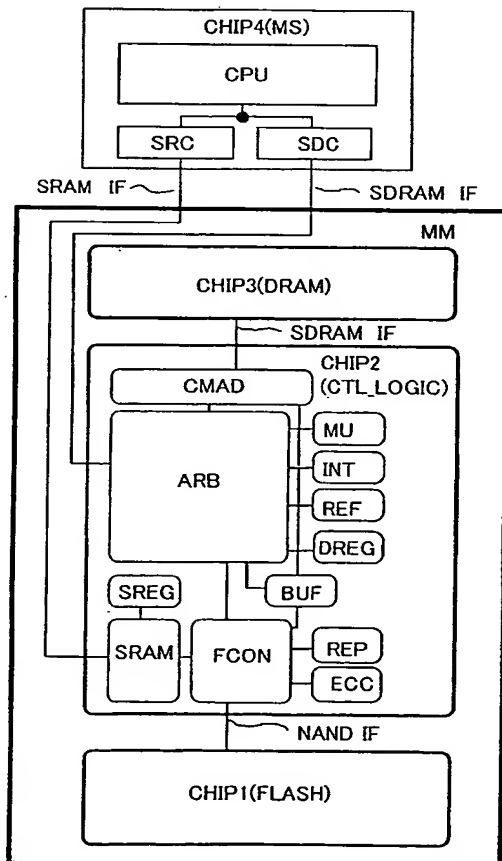 CHIP4(MS)
CPU
SRC
SDC
SRAM IF
SDRAM IF
MM
CHIP3(DRAM)
SDRAM IF
CHIP2
(CTL_LOGIC)
CMAD
ARB
MU
INT
REF
DREG
SREG
BUF
SRAM
FCON
REP
ECC
NAND IF
CHIP1(FLASH)